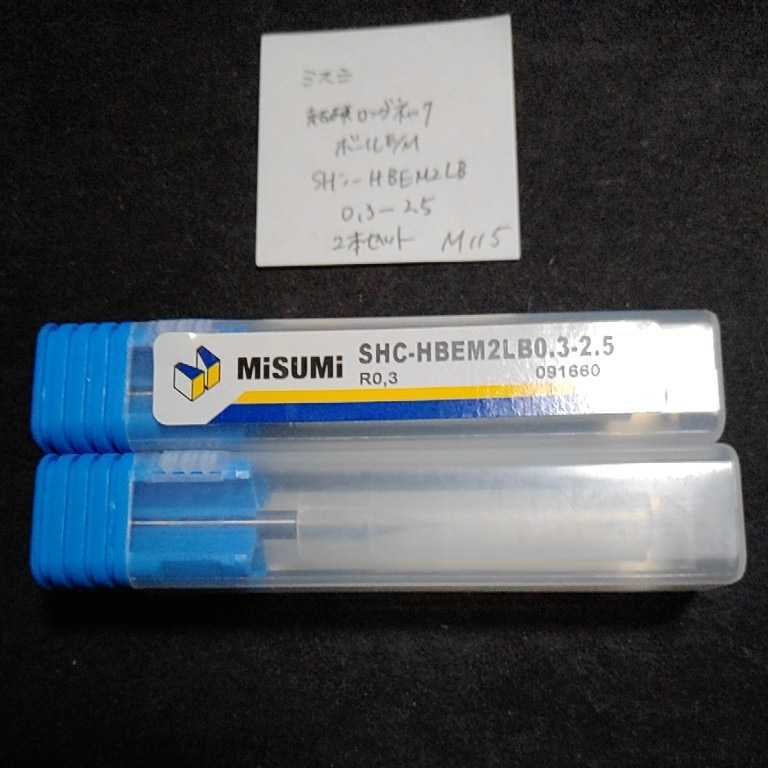 ミスミ
超硬ロングネック
ボールE/M
SHC-HBEM2LB
0,3-2.5
2本セット M115
MiSUMi SHC-HBEM2LB0.3-2.5
R0,3 091660